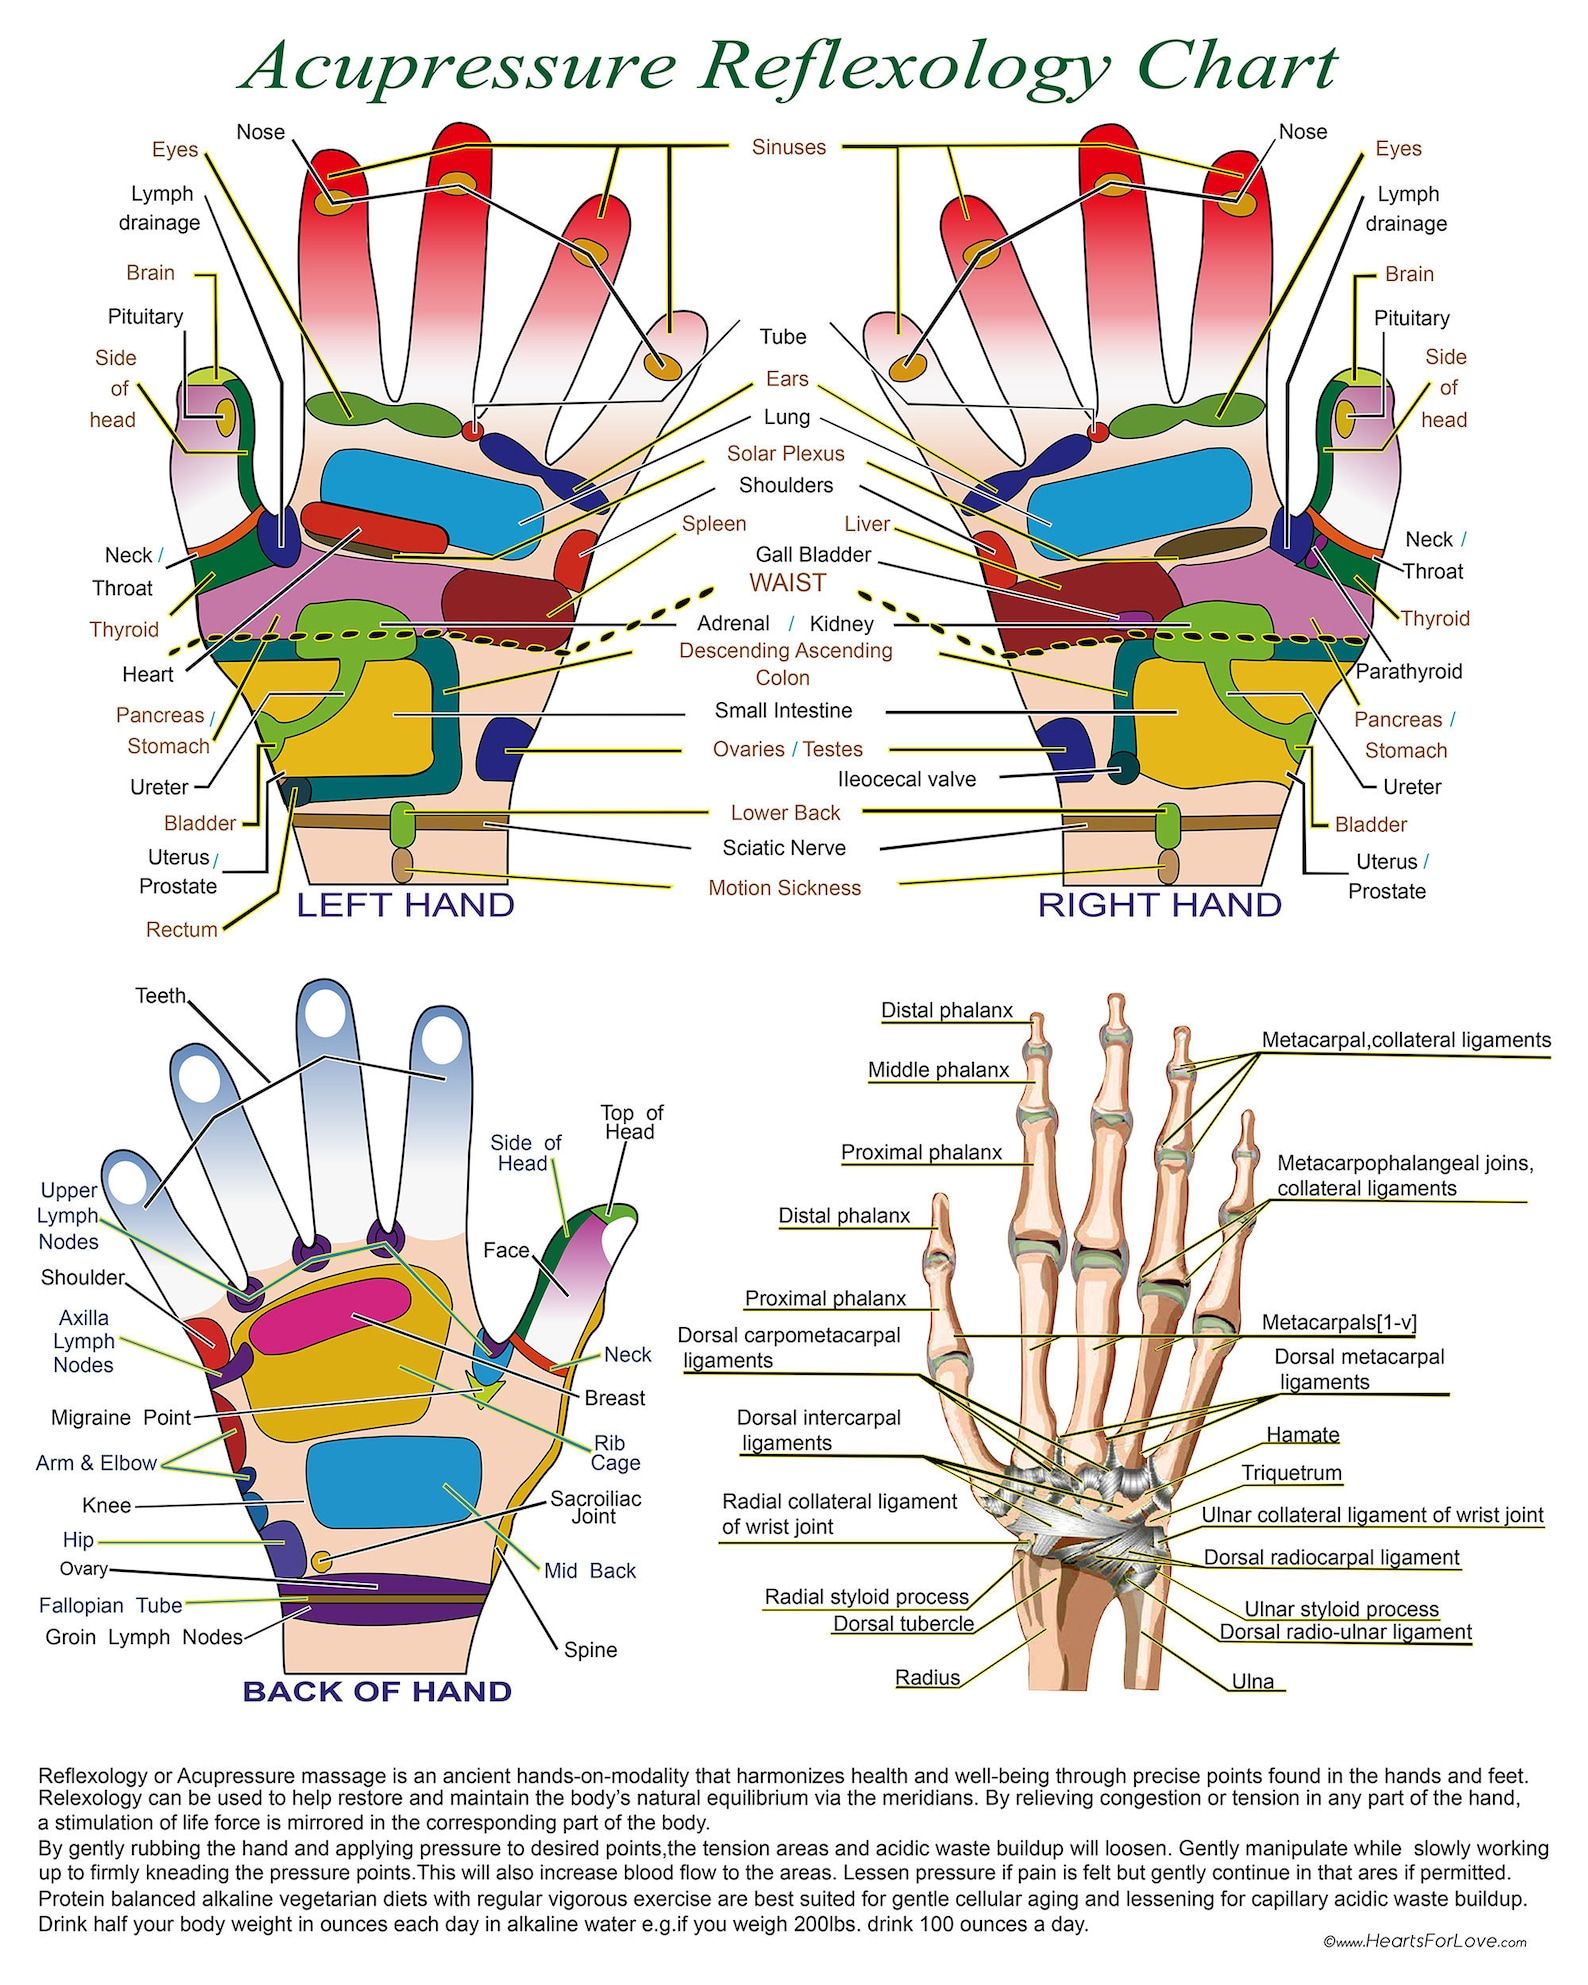 Acupressure Reflexology Chart
Nose
Eyes
Lymph
drainage
Brain
Pituitary
Side
of
head
Neck /
Throat
Thyroid
Heart
Pancreas /
Stomach
Ureter
Bladder
Uterus /
Prostate
Rectum
LEFT HAND
Sinuses
Tube
Ears
Lung
Solar Plexus
Shoulders
Spleen
Liver
Gall Bladder
WAIST
Adrenal / Kidney
Descending Ascending
Colon
Small Intestine
Ovaries / Testes
Ileocecal valve
Lower Back
Sciatic Nerve
Motion Sickness
Nose
Eyes
Lymph
drainage
Brain
Pituitary
Side
of
head
Neck /
Throat
Thyroid
Parathyroid
Pancreas /
Stomach
Ureter
Bladder
Uterus /
Prostate
RIGHT HAND
Teeth
Top of
Head
Side of
Head
Upper
Lymph
Nodes
Face
Shoulder
Axilla
Lymph
Nodes
Neck
Breast
Migraine Point
Rib
Cage
Arm & Elbow
Knee
Sacroiliac
Joint
Hip
Ovary
Mid Back
Fallopian Tube
Groin Lymph Nodes
Spine
BACK OF HAND
Distal phalanx
Middle phalanx
Proximal phalanx
Distal phalanx
Proximal phalanx
Dorsal carpometacarpal
ligaments
Dorsal intercarpal
ligaments
Radial collateral ligament
of wrist joint
Radial styloid process
Dorsal tubercle
Radius
Metacarpal,collateral ligaments
Metacarpophalangeal joins,
collateral ligaments
Metacarpals[1-v]
Dorsal metacarpal
ligaments
Hamate
Triquetrum
Ulnar collateral ligament of wrist joint
Dorsal radiocarpal ligament
Ulnar styloid process
Dorsal radio-ulnar ligament
Ulna
Reflexology or Acupressure massage is an ancient hands-on-modality that harmonizes health and well-being through precise points found in the hands and feet.
Relexology can be used to help restore and maintain the body's natural equilibrium via the meridians. By relieving congestion or tension in any part of the hand,
a stimulation of life force is mirrored in the corresponding part of the body.
By gently rubbing the hand and applying pressure to desired points,the tension areas and acidic waste buildup will loosen. Gently manipulate while slowly working
up to firmly kneading the pressure points.This will also increase blood flow to the areas. Lessen pressure if pain is felt but gently continue in that ares if permitted.
Protein balanced alkaline vegetarian diets with regular vigorous exercise are best suited for gentle cellular aging and lessening for capillary acidic waste buildup.
Drink half your body weight in ounces each day in alkaline water e.g.if you weigh 200lbs. drink 100 ounces a day.
©www.HeartsForLove.com